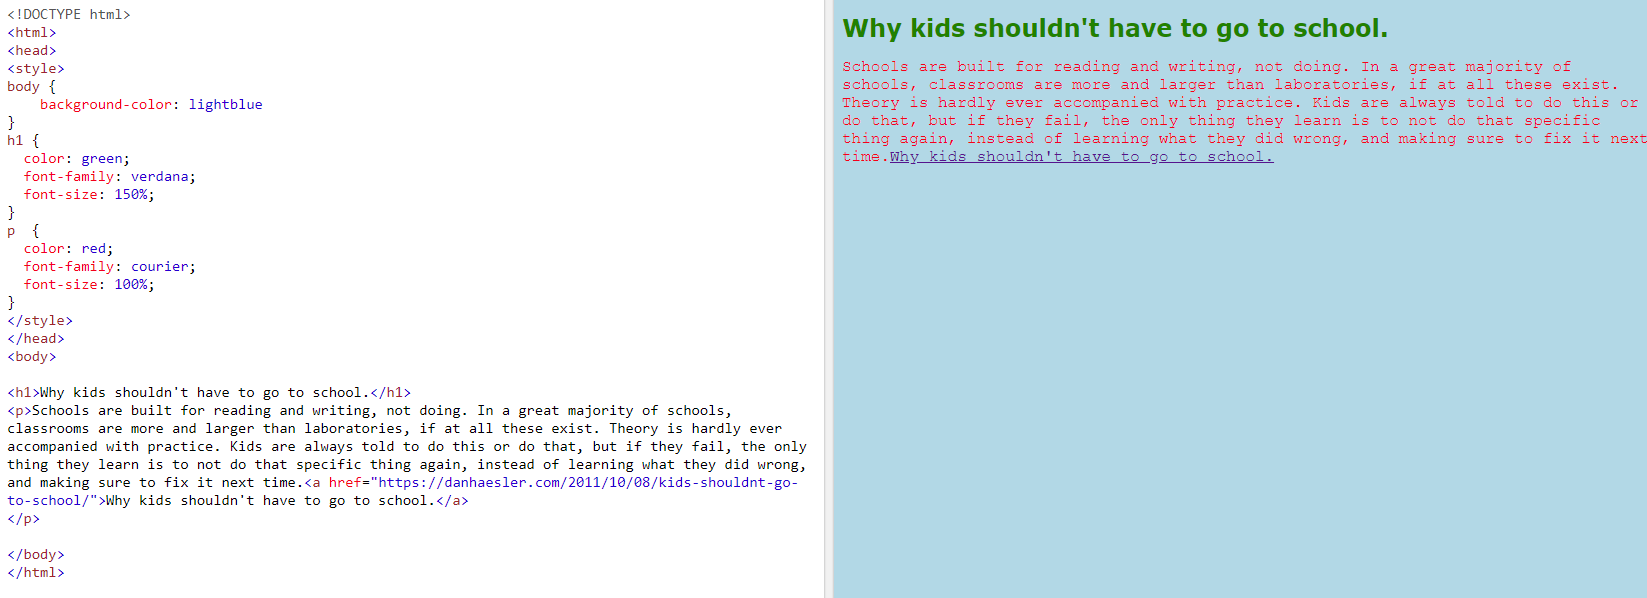 <!DOCTYPE html>
<html>
<head>
<style>
body {
    background-color: lightblue
}
h1 {
  color: green;
  font-family: verdana;
  font-size: 150%;
}
p  {
  color: red;
  font-family: courier;
  font-size: 100%;
}
</style>
</head>
<body>

<h1>Why kids shouldn't have to go to school.</h1>
<p>Schools are built for reading and writing, not doing. In a great majority of schools,
classrooms are more and larger than laboratories, if at all these exist. Theory is hardly ever
accompanied with practice. Kids are always told to do this or do that, but if they fail, the only
thing they learn is to not do that specific thing again, instead of learning what they did wrong,
and making sure to fix it next time.<a href="https://danhaesler.com/2011/10/08/kids-shouldnt-go-
to-school/">Why kids shouldn't have to go to school.</a>
</p>

</body>
</html>
Why kids shouldn't have to go to school.
Schools are built for reading and writing, not doing. In a great majority of
schools, classrooms are more and larger than laboratories, if at all these exist.
Theory is hardly ever accompanied with practice. Kids are always told to do this or
do that, but if they fail, the only thing they learn is to not do that specific
thing again, instead of learning what they did wrong, and making sure to fix it next
time.Why kids shouldn't have to go to school.